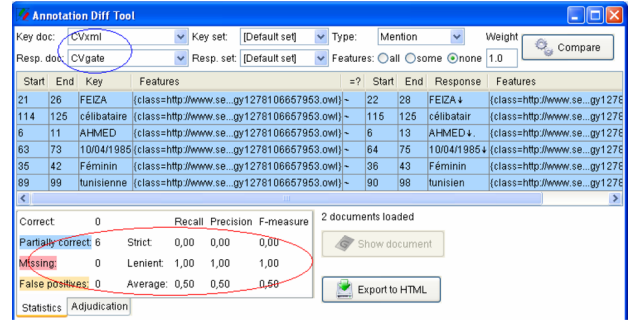 Annotation Diff Tool
Key doc: CVxml Key set: [Default set] Type: Mention Weight
Resp. doc: CVgate Resp. set: [Default set] Features: all some none 1.0 Compare
Start End Key Features =? Start End Response Features
21 26 FEIZA {class=http://www.se...gy1278106657953.owl} ~ 22 28 FEIZA↓ {class=http://www.se...gy1278
114 125 célibataire {class=http://www.se...gy1278106657953.owl} ~ 115 125 célibatair {class=http://www.se...gy1278
6 11 AHMED {class=http://www.se...gy1278106657953.owl} ~ 6 13 AHMED↓. {class=http://www.se...gy1278
63 73 10/04/1985 {class=http://www.se...gy1278106657953.owl} ~ 64 75 10/04/1985↓ {class=http://www.se...gy1278
35 42 Féminin {class=http://www.se...gy1278106657953.owl} ~ 36 43 Féminin {class=http://www.se...gy1278
89 99 tunisienne {class=http://www.se...gy1278106657953.owl} ~ 90 98 tunisien {class=http://www.se...gy1278
Correct: 0 Recall Precision F-measure 2 documents loaded
Partially correct: 6 Strict: 0,00 0,00 0,00 Show document
Missing: 0 Lenient: 1,00 1,00 1,00
False positives: 0 Average: 0,50 0,50 0,50 Export to HTML
Statistics Adjudication